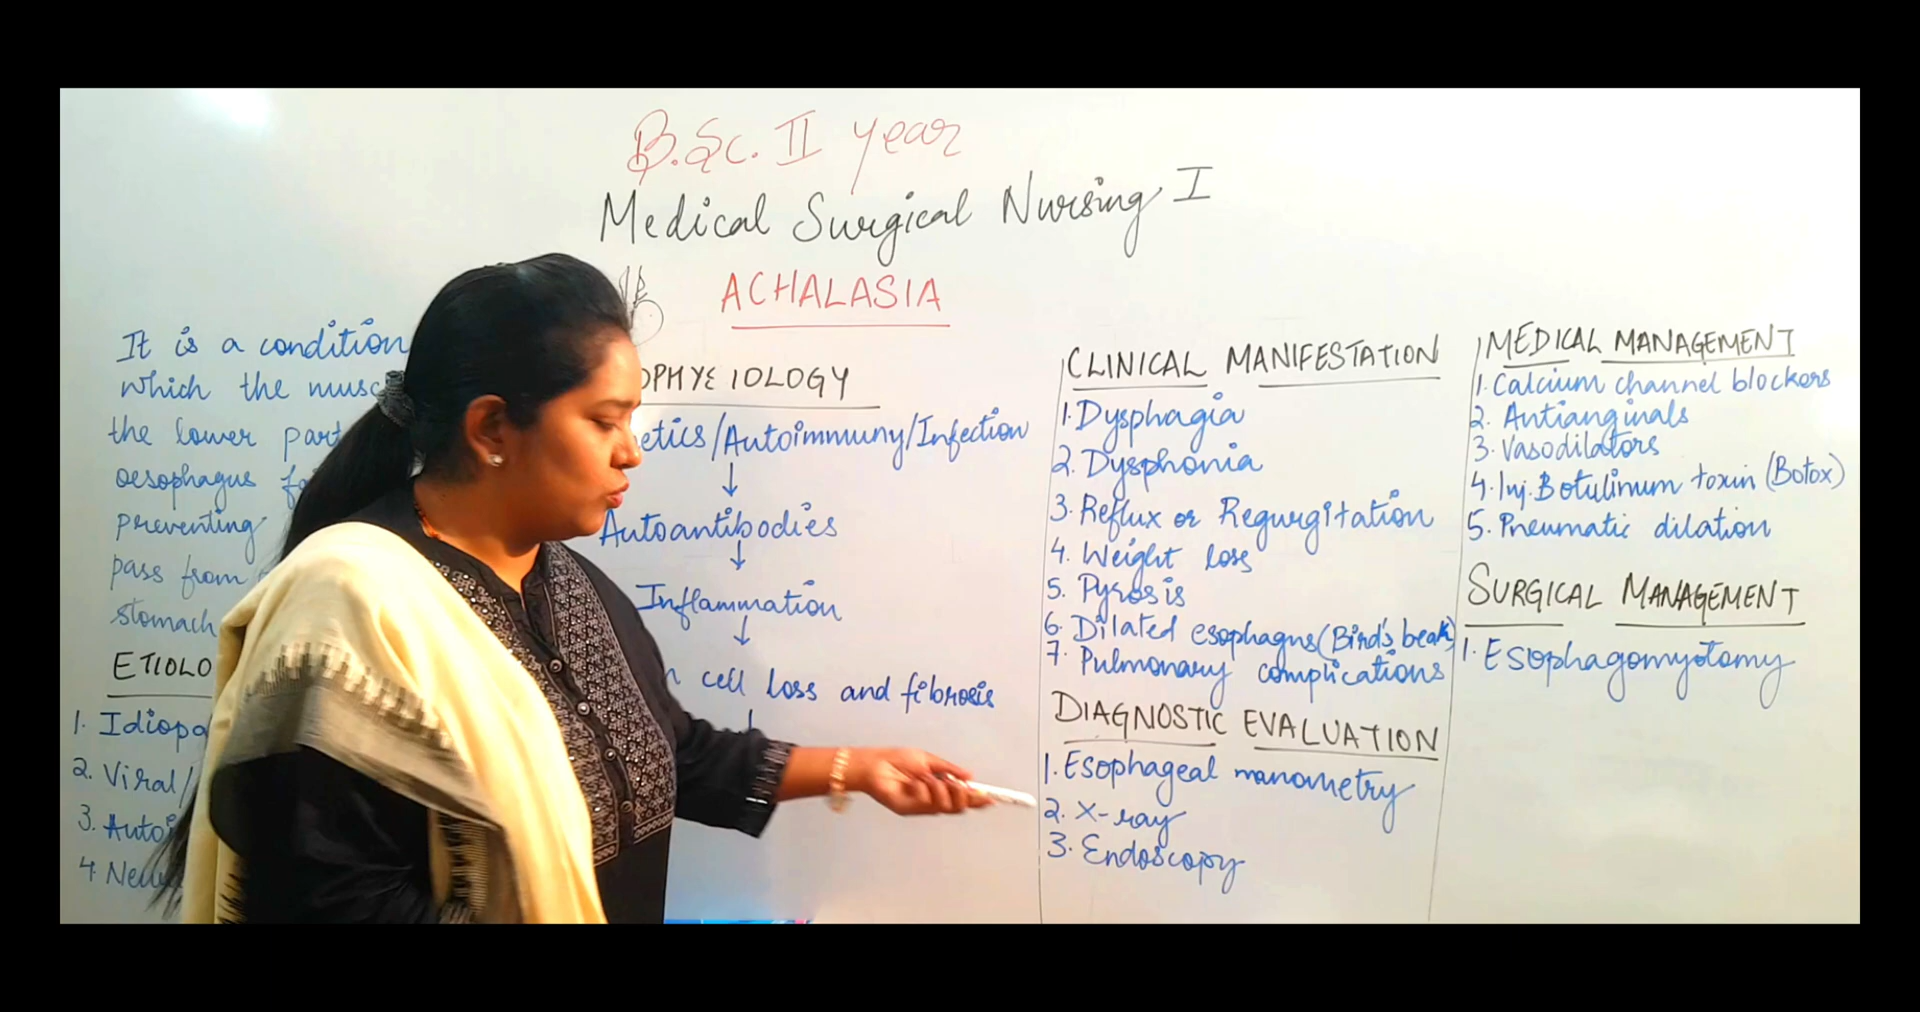 B.Sc. II year
Medical Surgical Nursing I
ACHALASIA
It is a condition
which the musc
the lower part
oesophagus fa
preventing
pass from
stomach
ETIOLO
1. Idiopa
2. Viral/
3. Autoi
4. Neu
OPHYSIOLOGY
etics/Autoimmuny/Infection
↓
Autoantibodies
↓
Inflammation
↓
n cell loss and fibrosis
↓
CLINICAL MANIFESTATION
1. Dysphagia
2. Dysphonia
3. Reflux or Regurgitation
4. Weight loss
5. Pyrosis
6. Dilated esophagus (Bird's beak)
7. Pulmonary complications
DIAGNOSTIC EVALUATION
1. Esophageal manometry
2. X-ray
3. Endoscopy
MEDICAL MANAGEMENT
1. Calcium channel blockers
2. Antianginals
3. Vasodilators
4. Inj. Botulinum toxin (Botox)
5. Pneumatic dilation
SURGICAL MANAGEMENT
1. Esophagomyotomy